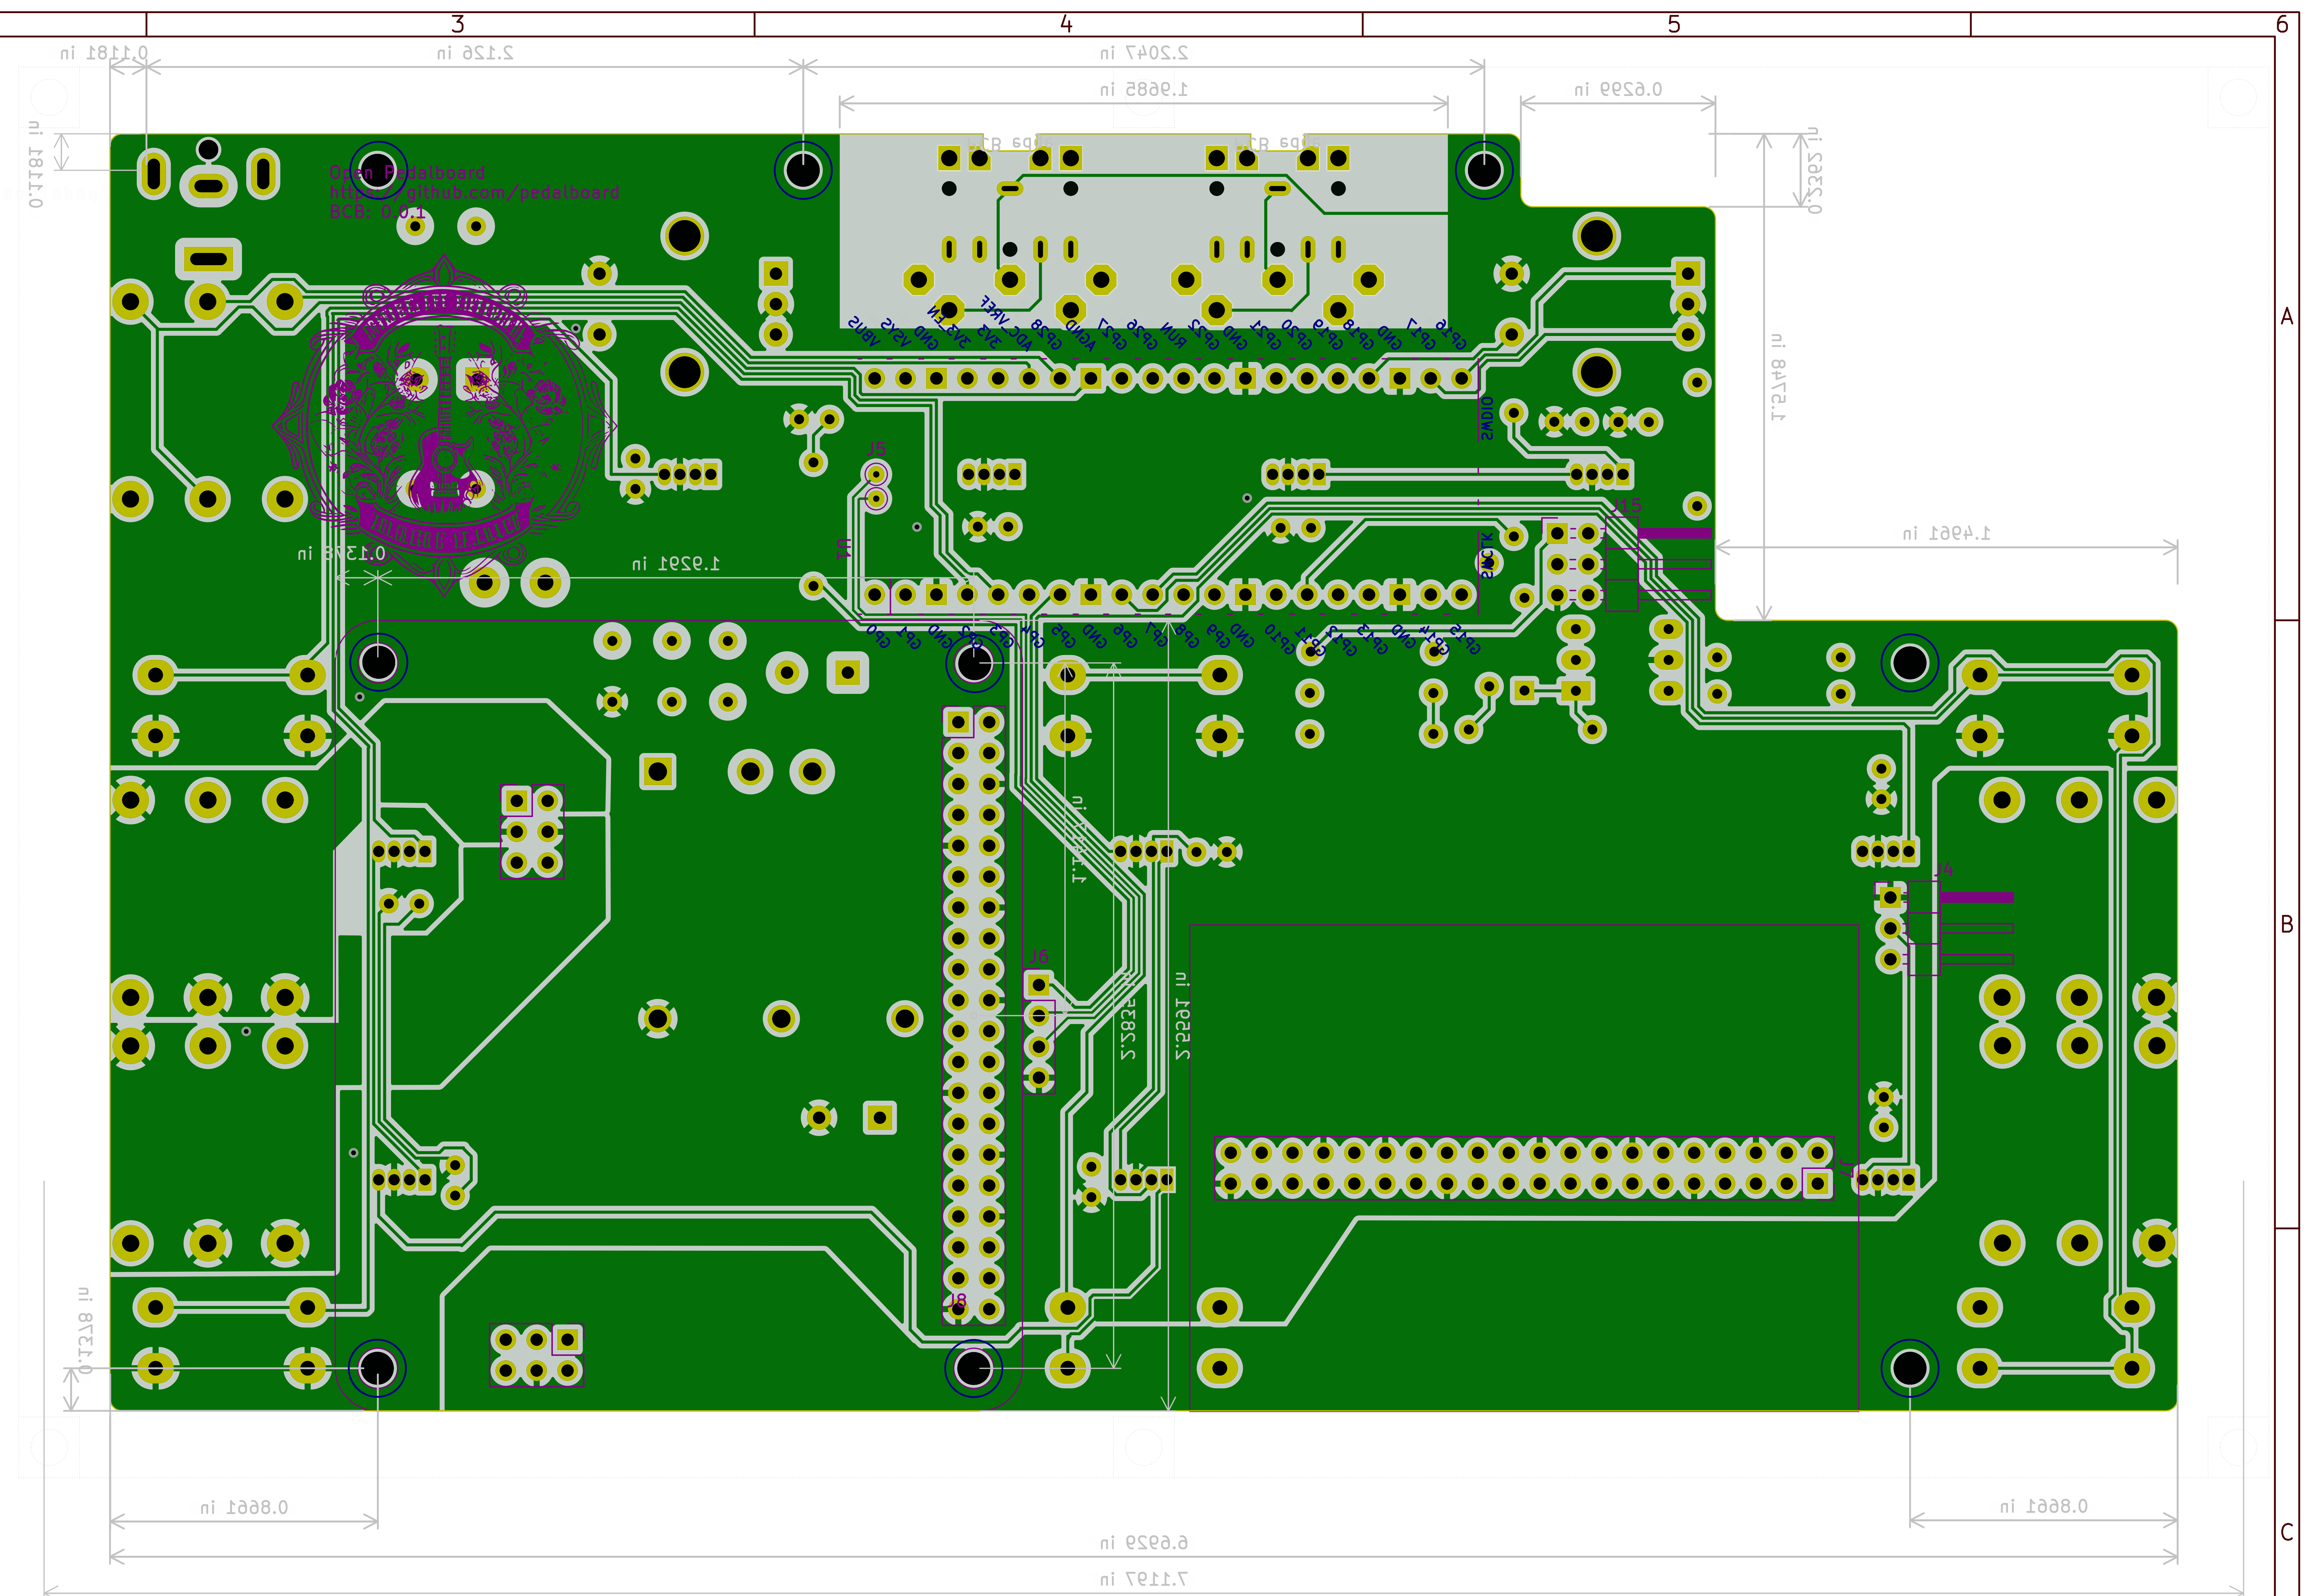 3 4 5 6
0.1181 in 2.126 in 2.2047 in
1.9685 in 0.6299 in
0.1181 in
0.2362 in
Open Pedalboard
https://github.com/pedalboard
BCB: 0.0.1
A
1.5748 in
VBUS VSYS GND 3V3_EN 3V3 ADC_VREF GP28 AGND GP27 GP26 RUN GP22 GND GP21 GP20 GP19 GP18 GND GP17 GP16
SWDIO
J5
J15
1.4961 in
0.1378 in 1.9291 in
SWCLK
GP0 GP1 GND GP2 GP3 GP4 GP5 GND GP6 GP7 GP8 GP9 GND GP10 GP11 GP12 GP13 GND GP14 GP15
J4
B
J6
2.2835 in
2.5591 in
J8
0.1378 in
0.8661 in 0.8661 in
6.6929 in
C
7.1197 in